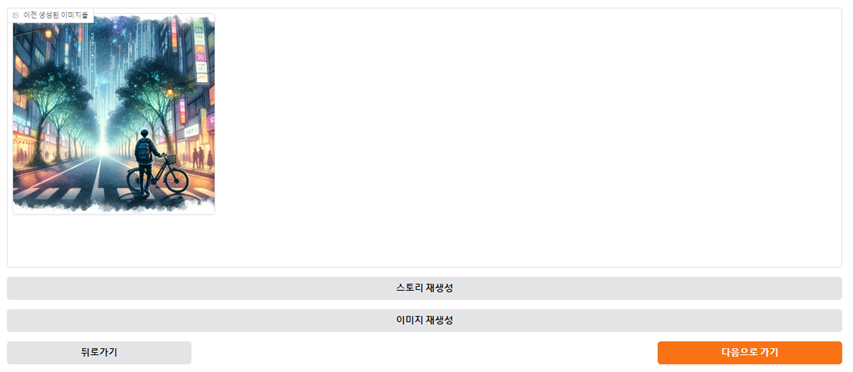 이전 생성된 이미지들
스토리 재생성
이미지 재생성
뒤로가기
다음으로 가기